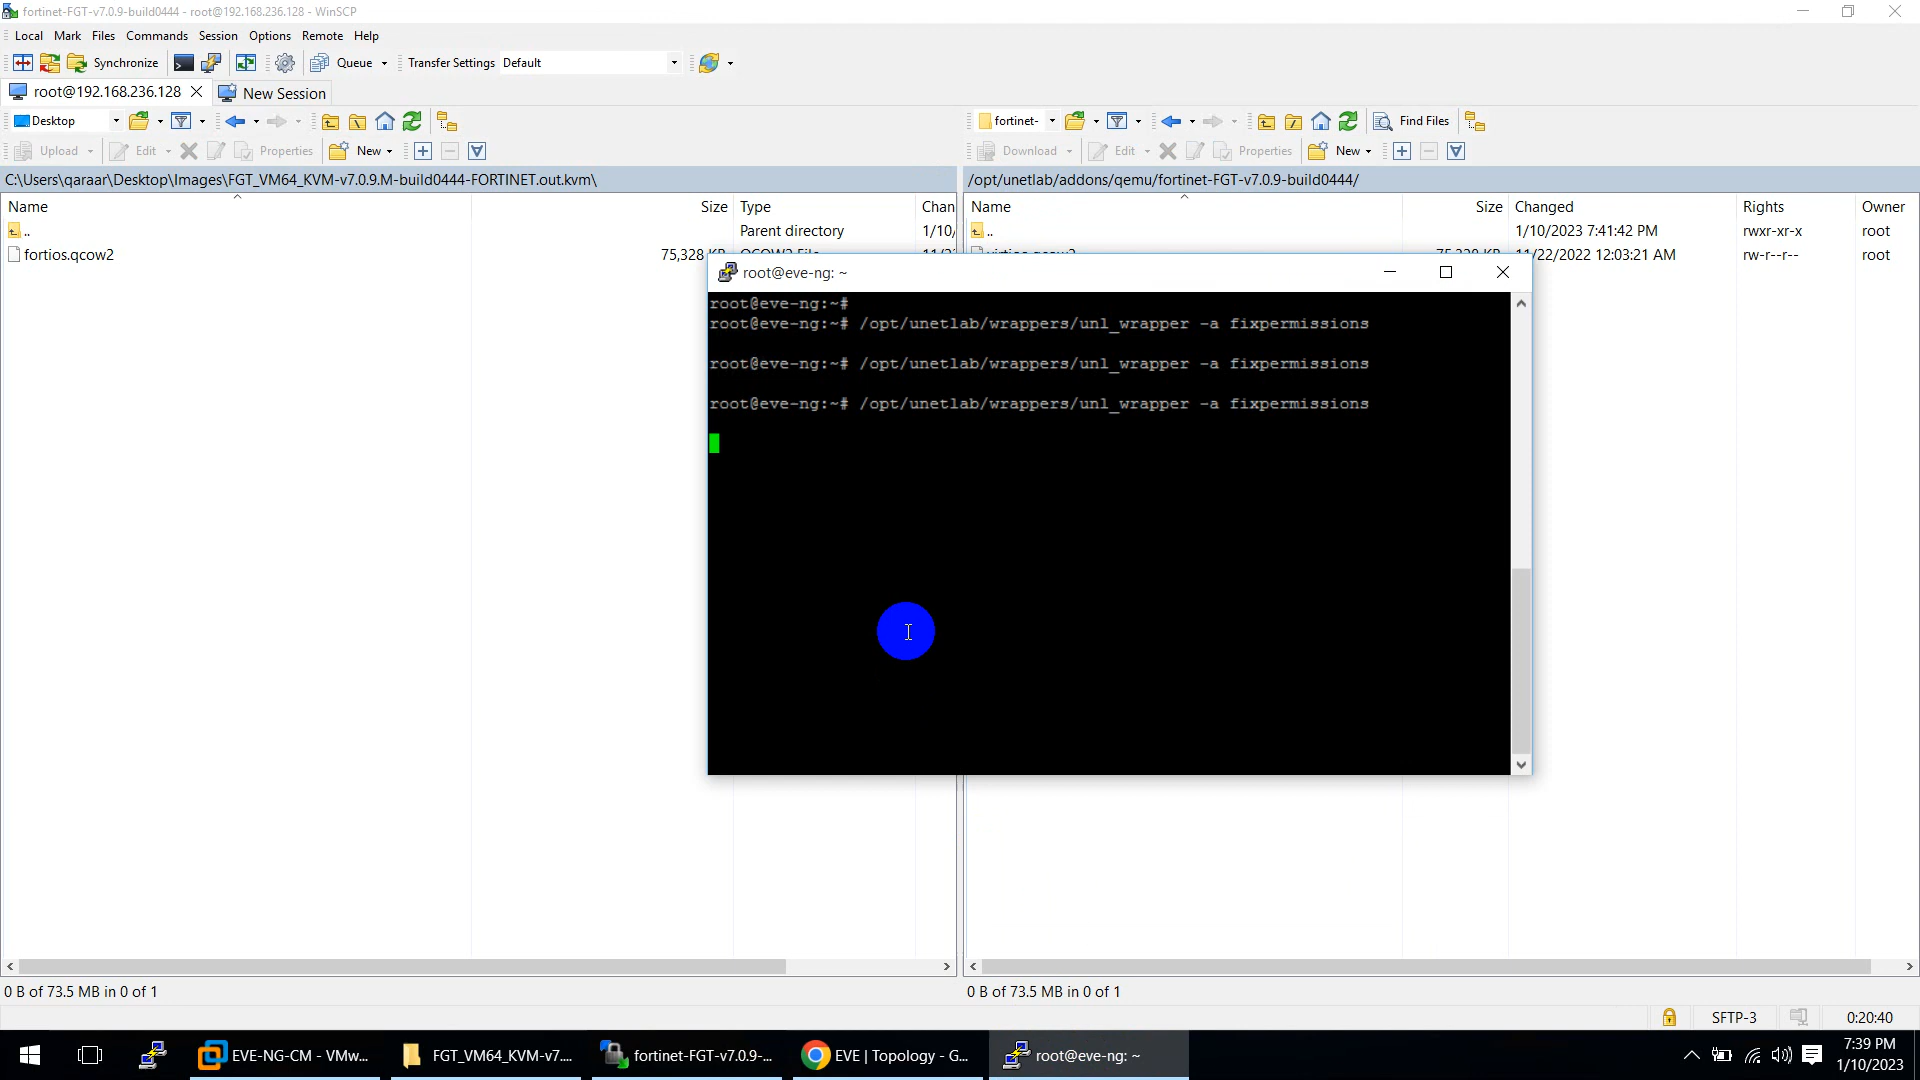 fortinet-FGT-v7.0.9-build0444 - root@192.168.236.128 - WinSCP
Local Mark Files Commands Session Options Remote Help
Synchronize Queue Transfer Settings Default
root@192.168.236.128 New Session
Desktop fortinet- Find Files
Upload Edit Properties New Download Edit Properties New
C:\Users\qaraar\Desktop\Images\FGT_VM64_KVM-v7.0.9.M-build0444-FORTINET.out.kvm\ /opt/unetlab/addons/qemu/fortinet-FGT-v7.0.9-build0444/
Name Size Type Chan Name Size Changed Rights Owner
.. Parent directory 1/10/ .. 1/10/2023 7:41:42 PM rwxr-xr-x root
fortios.qcow2 75,328 KB QCOW2 File 11/22/2022 12:03:21 AM rw-r--r-- root
root@eve-ng: ~
root@eve-ng:~#
root@eve-ng:~# /opt/unetlab/wrappers/unl_wrapper -a fixpermissions
root@eve-ng:~# /opt/unetlab/wrappers/unl_wrapper -a fixpermissions
root@eve-ng:~# /opt/unetlab/wrappers/unl_wrapper -a fixpermissions
0 B of 73.5 MB in 0 of 1 0 B of 73.5 MB in 0 of 1
SFTP-3 0:20:40
EVE-NG-CM - VMw... FGT_VM64_KVM-v7.... fortinet-FGT-v7.0.9-... EVE | Topology - G... root@eve-ng: ~ 7:39 PM
1/10/2023